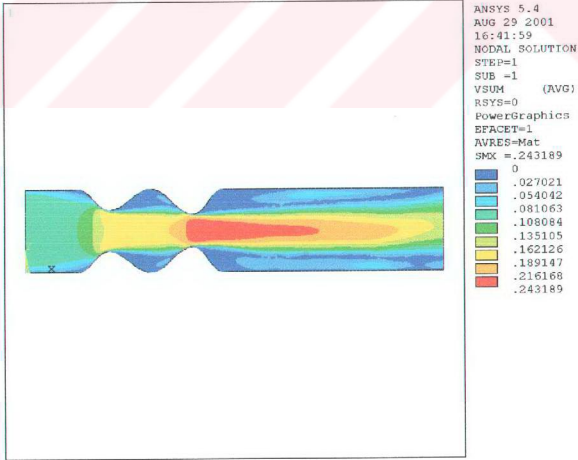 1
ANSYS 5.4
AUG 29 2001
16:41:59
NODAL SOLUTION
STEP=1
SUB =1
VSUM (AVG)
RSYS=0
PowerGraphics
EFACET=1
AVRES=Mat
SMX =.243189
0
.027021
.054042
.081063
.108084
.135105
.162126
.189147
.216168
.243189
X